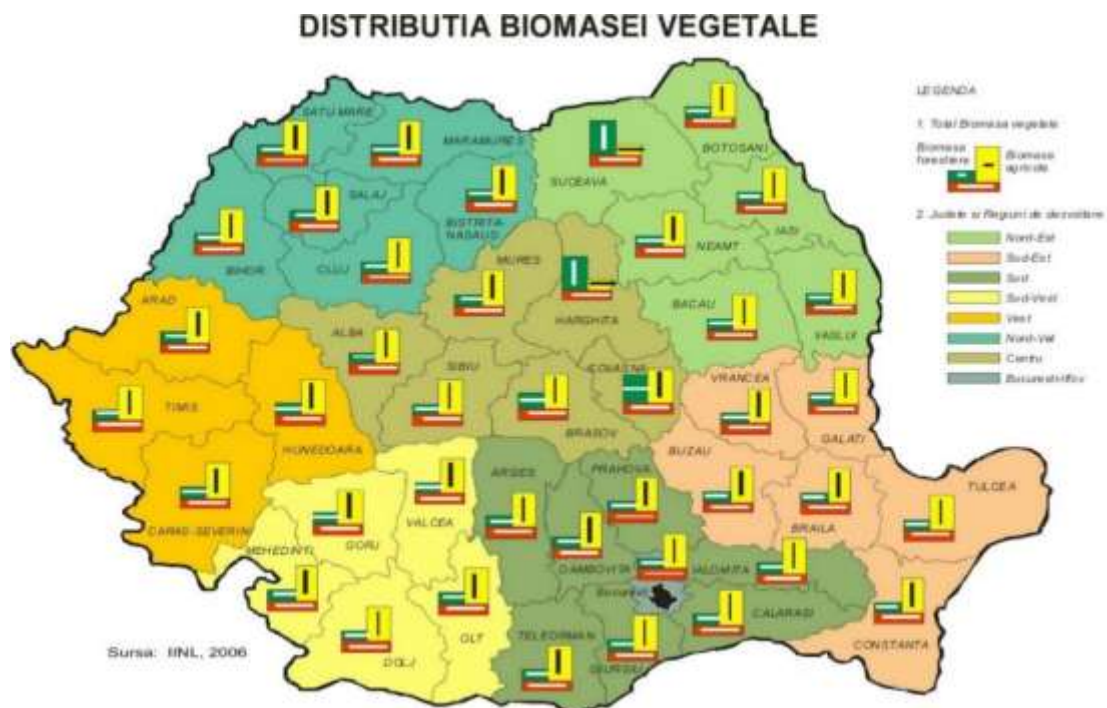 DISTRIBUTIA BIOMASEI VEGETALE
LEGENDA
1. Total Biomasa vegetala
Biomasa
forestiera
Biomasa
agricola
2. Judete si Regiuni de dezvoltare
Nord-Est
Sud-Est
Sud
Sud-Vest
Vest
Nord-Vest
Centru
SATU MARE
MARAMURES
BOTOSANI
SUCEAVA
SALAJ
BISTRITA-
NASAUD
IASI
NEAMT
BIHOR
CLUJ
MURES
HARGHITA
BACAU
VASLUI
ARAD
ALBA
SIBIU
COVASNA
VRANCEA
TIMIS
BRASOV
GALATI
HUNEDOARA
BUZAU
ARGES
PRAHOVA
TULCEA
CARAS-SEVERIN
GORJ
VALCEA
BRAILA
MEHEDINTI
DAMBOVITA
IALOMITA
Bucuresti
CALARASI
OLT
TELEORMAN
CONSTANTA
DOLJ
GIURGIU
Sursa: IINL, 2006